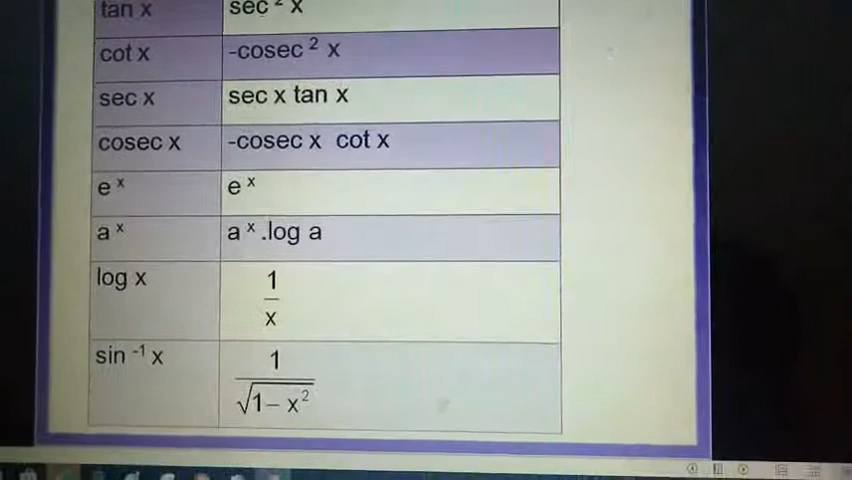 tan x sec ² x
cot x -cosec ² x
sec x sec x tan x
cosec x -cosec x cot x
e ˣ e ˣ
a ˣ a ˣ .log a
log x 1/x
sin ⁻¹ x 1/√1– x²